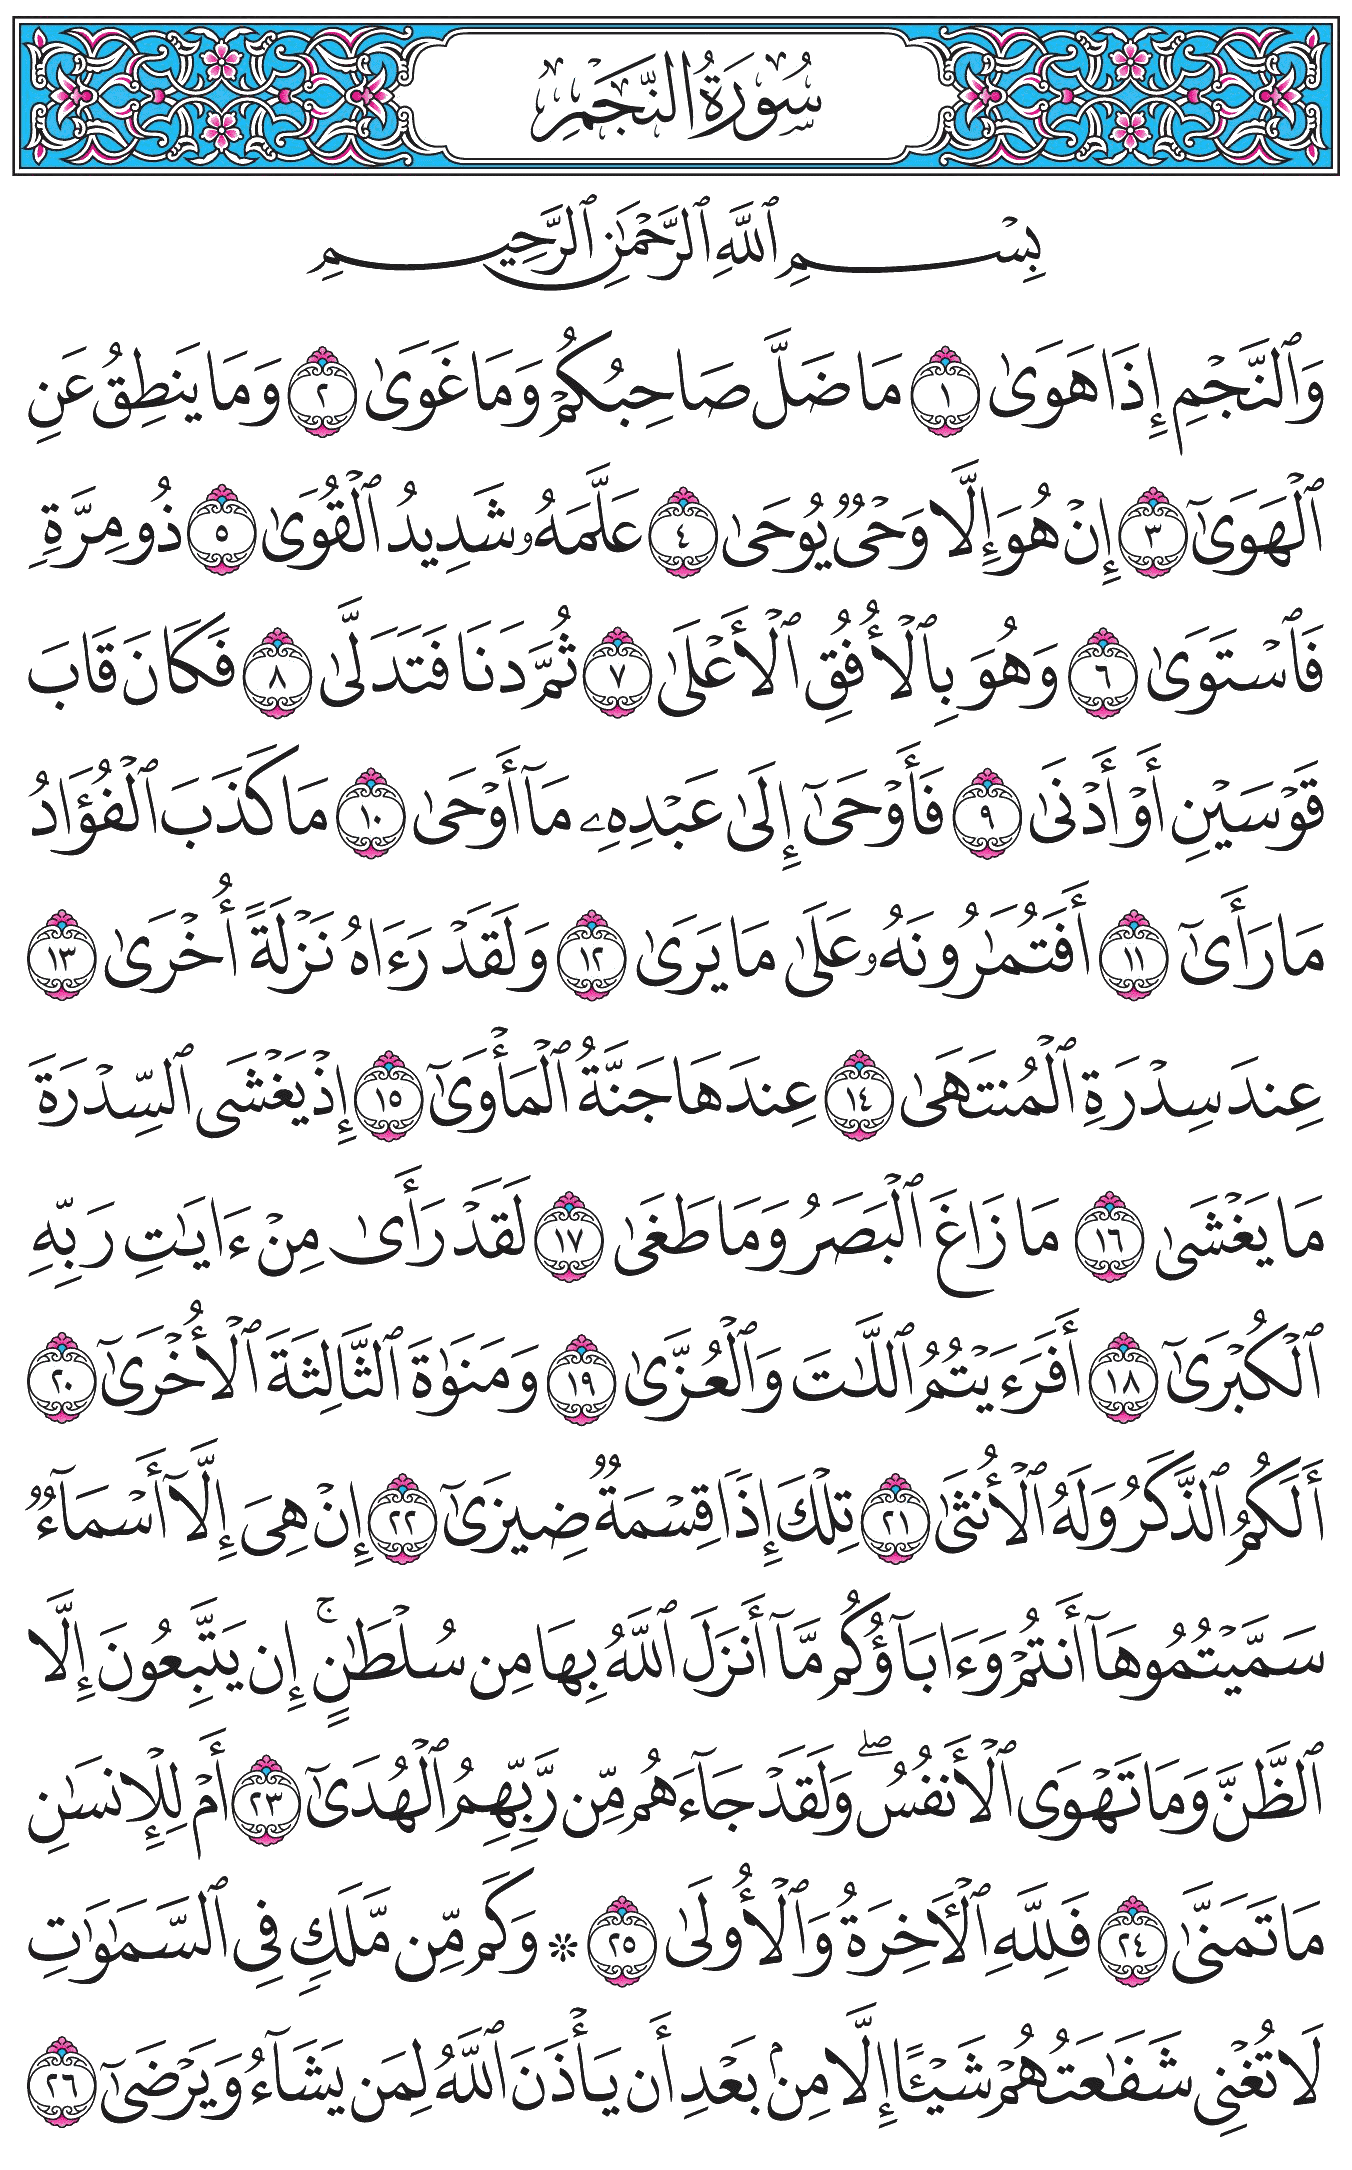 سُورَةُ النَّجْمِ
بِسْمِ ٱللَّهِ ٱلرَّحْمَٰنِ ٱلرَّحِيمِ
وَٱلنَّجْمِ إِذَا هَوَىٰ ١ مَا ضَلَّ صَاحِبُكُمْ وَمَا غَوَىٰ ٢ وَمَا يَنطِقُ عَنِ
ٱلْهَوَىٰٓ ٣ إِنْ هُوَ إِلَّا وَحْىٌ يُوحَىٰ ٤ عَلَّمَهُۥ شَدِيدُ ٱلْقُوَىٰ ٥ ذُو مِرَّةٍ
فَٱسْتَوَىٰ ٦ وَهُوَ بِٱلْأُفُقِ ٱلْأَعْلَىٰ ٧ ثُمَّ دَنَا فَتَدَلَّىٰ ٨ فَكَانَ قَابَ
قَوْسَيْنِ أَوْ أَدْنَىٰ ٩ فَأَوْحَىٰٓ إِلَىٰ عَبْدِهِۦ مَآ أَوْحَىٰ ١٠ مَا كَذَبَ ٱلْفُؤَادُ
مَا رَأَىٰٓ ١١ أَفَتُمَٰرُونَهُۥ عَلَىٰ مَا يَرَىٰ ١٢ وَلَقَدْ رَءَاهُ نَزْلَةً أُخْرَىٰ ١٣
عِندَ سِدْرَةِ ٱلْمُنتَهَىٰ ١٤ عِندَهَا جَنَّةُ ٱلْمَأْوَىٰٓ ١٥ إِذْ يَغْشَى ٱلسِّدْرَةَ
مَا يَغْشَىٰ ١٦ مَا زَاغَ ٱلْبَصَرُ وَمَا طَغَىٰ ١٧ لَقَدْ رَأَىٰ مِنْ ءَايَٰتِ رَبِّهِ
ٱلْكُبْرَىٰٓ ١٨ أَفَرَءَيْتُمُ ٱللَّٰتَ وَٱلْعُزَّىٰ ١٩ وَمَنَوٰةَ ٱلثَّالِثَةَ ٱلْأُخْرَىٰٓ ٢٠
أَلَكُمُ ٱلذَّكَرُ وَلَهُ ٱلْأُنثَىٰ ٢١ تِلْكَ إِذًا قِسْمَةٌ ضِيزَىٰٓ ٢٢ إِنْ هِىَ إِلَّآ أَسْمَآءٌ
سَمَّيْتُمُوهَآ أَنتُمْ وَءَابَآؤُكُم مَّآ أَنزَلَ ٱللَّهُ بِهَا مِن سُلْطَٰنٍ ۚ إِن يَتَّبِعُونَ إِلَّا
ٱلظَّنَّ وَمَا تَهْوَى ٱلْأَنفُسُ ۖ وَلَقَدْ جَآءَهُم مِّن رَّبِّهِمُ ٱلْهُدَىٰٓ ٢٣ أَمْ لِلْإِنسَٰنِ
مَا تَمَنَّىٰ ٢٤ فَلِلَّهِ ٱلْـَٔاخِرَةُ وَٱلْأُولَىٰ ٢٥ ۞ وَكَم مِّن مَّلَكٍ فِى ٱلسَّمَٰوَٰتِ
لَا تُغْنِى شَفَٰعَتُهُمْ شَيْـًٔا إِلَّا مِنۢ بَعْدِ أَن يَأْذَنَ ٱللَّهُ لِمَن يَشَآءُ وَيَرْضَىٰٓ ٢٦